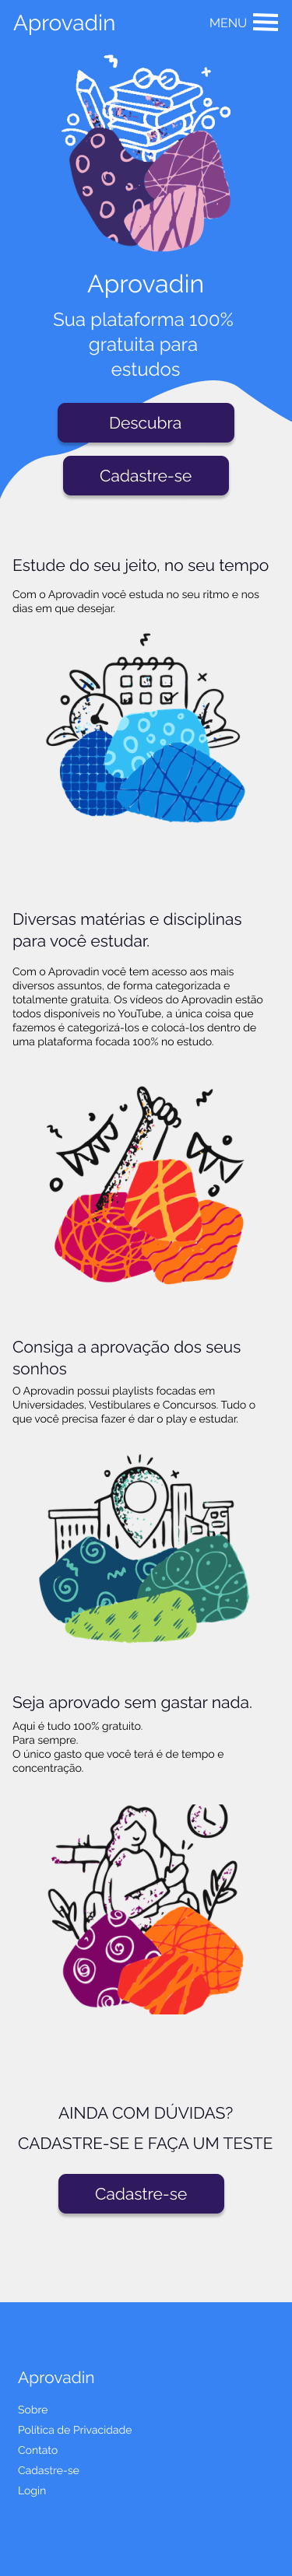 Aprovadin
MENU
Aprovadin
Sua plataforma 100%
gratuita para
estudos
Descubra
Cadastre-se
Estude do seu jeito, no seu tempo
Com o Aprovadin você estuda no seu ritmo e nos
dias em que desejar.
Diversas matérias e disciplinas
para você estudar.
Com o Aprovadin você tem acesso aos mais
diversos assuntos, de forma categorizada e
totalmente gratuita. Os vídeos do Aprovadin estão
todos disponíveis no YouTube, a única coisa que
fazemos é categorizá-los e colocá-los dentro de
uma plataforma focada 100% no estudo.
Consiga a aprovação dos seus
sonhos
O Aprovadin possui playlists focadas em
Universidades, Vestibulares e Concursos. Tudo o
que você precisa fazer é dar o play e estudar.
Seja aprovado sem gastar nada.
Aqui é tudo 100% gratuito.
Para sempre.
O único gasto que você terá é de tempo e
concentração.
AINDA COM DÚVIDAS?
CADASTRE-SE E FAÇA UM TESTE
Cadastre-se
Aprovadin
Sobre
Política de Privacidade
Contato
Cadastre-se
Login